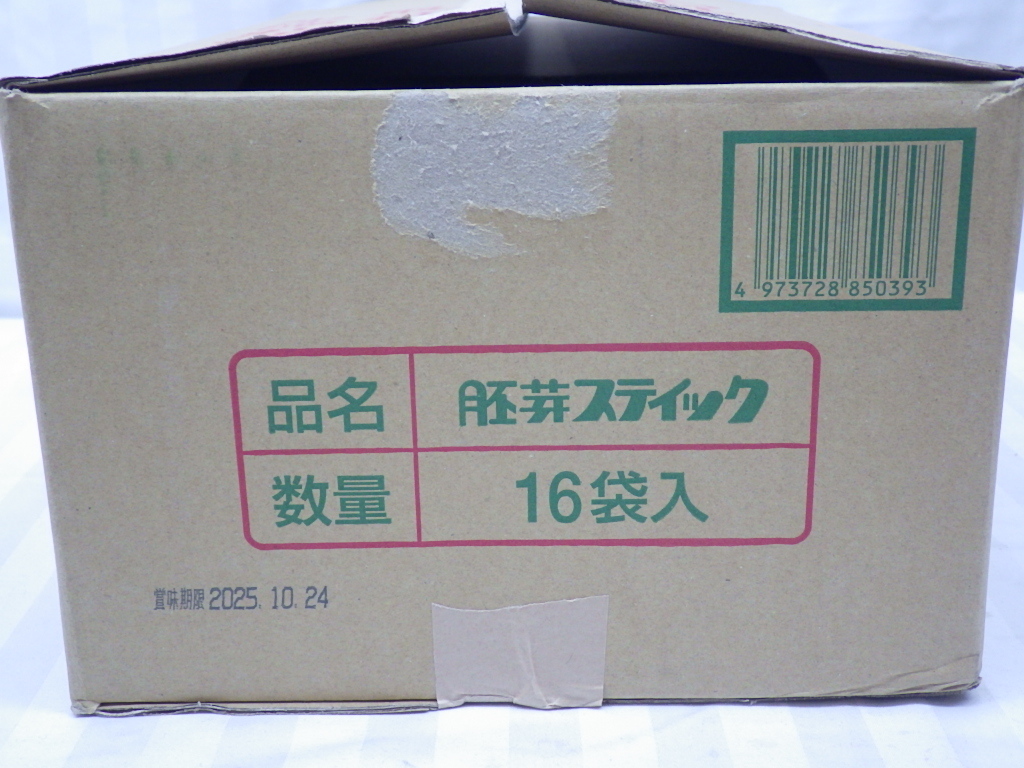 4 973728 850393
品名 胚芽スティック
数量 16袋入
賞味期限 2025. 10. 24